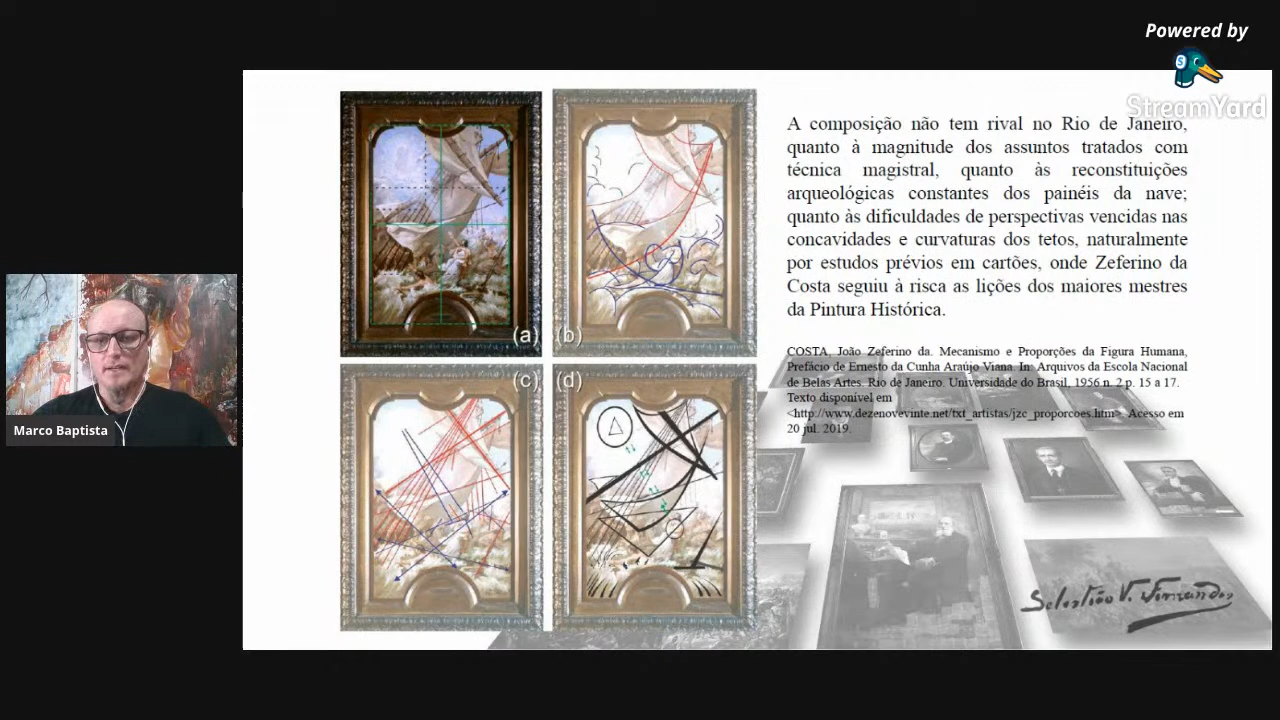 Powered by
StreamYard
A composição não tem rival no Rio de Janeiro,
quanto à magnitude dos assuntos tratados com
técnica magistral, quanto às reconstituições
arqueológicas constantes dos painéis da nave;
quanto às dificuldades de perspectivas vencidas nas
concavidades e curvaturas dos tetos, naturalmente
por estudos prévios em cartões, onde Zeferino da
Costa seguiu à risca as lições dos maiores mestres
da Pintura Histórica.
COSTA, João Zeferino da. Mecanismo e Proporções da Figura Humana,
Prefácio de Ernesto da Cunha Araújo Viana. In: Arquivos da Escola Nacional
de Belas Artes. Rio de Janeiro. Universidade do Brasil, 1956 n. 2 p. 15 a 17.
Texto disponível em
<http://www.dezenovevinte.net/txt_artistas/jzc_proporcoes.htm>. Acesso em
20 jul. 2019.
(a)
(b)
(c)
(d)
Marco Baptista
Sebastião V. Fernandes